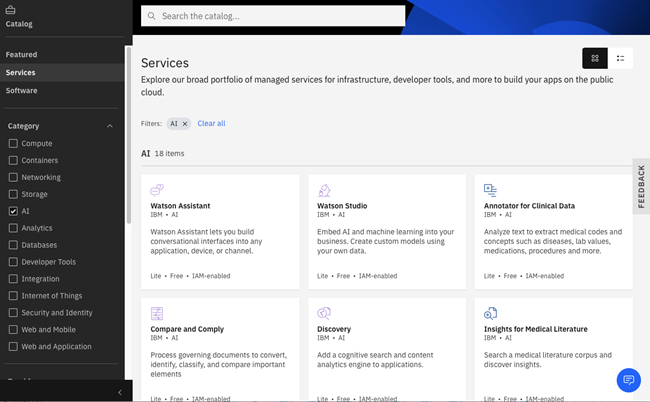 Catalog
Search the catalog...
Featured
Services
Software
Category
Compute
Containers
Networking
Storage
AI
Analytics
Databases
Developer Tools
Integration
Internet of Things
Security and Identity
Web and Mobile
Web and Application
Services
Explore our broad portfolio of managed services for infrastructure, developer tools, and more to build your apps on the public
cloud.
Filters: AI × Clear all
AI 18 items
Watson Assistant
IBM • AI
Watson Assistant lets you build
conversational interfaces into any
application, device, or channel.
Lite • Free • IAM-enabled
Watson Studio
IBM • AI
Embed AI and machine learning into your
business. Create custom models using
your own data.
Lite • Free • IAM-enabled
Annotator for Clinical Data
IBM • AI
Analyze text to extract medical codes and
concepts such as diseases, lab values,
medications, procedures and more.
Lite • Free • IAM-enabled
Compare and Comply
IBM • AI
Process governing documents to convert,
identify, classify, and compare important
elements
Lite • Free • IAM-enabled
Discovery
IBM • AI
Add a cognitive search and content
analytics engine to applications.
Lite • Free • IAM-enabled
Insights for Medical Literature
IBM • AI
Search a medical literature corpus and
discover insights.
Lite • Free • IAM-enabled
FEEDBACK